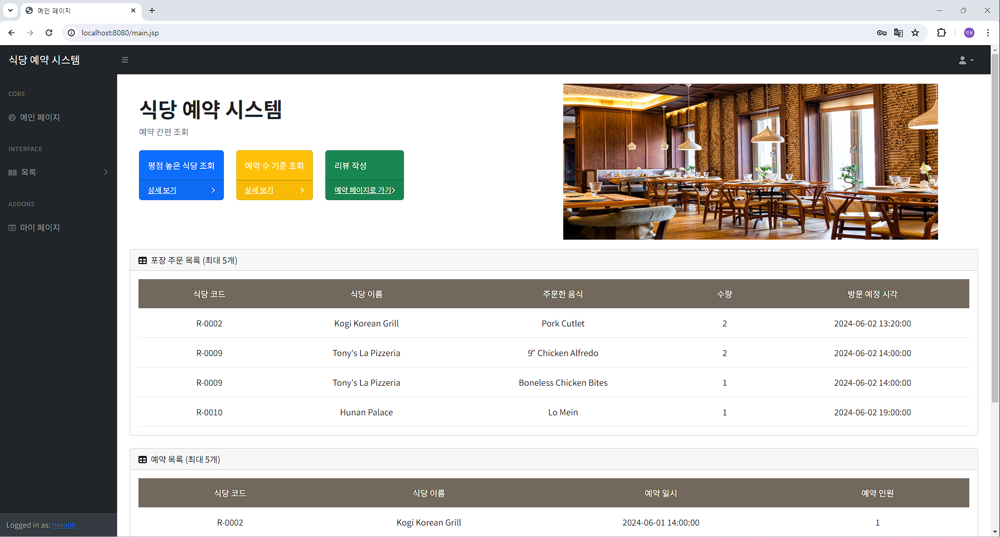 메인 페이지
localhost:8080/main.jsp
영웅
식당 예약 시스템
CORE
메인 페이지
INTERFACE
목록
ADDONS
마이 페이지
Logged in as: hero00
식당 예약 시스템
예약 간편 조회
평점 높은 식당 조회
상세 보기
예약 수 기준 조회
상세 보기
리뷰 작성
예약 페이지로 가기
포장 주문 목록 (최대 5개)
식당 코드 식당 이름 주문한 음식 수량 방문 예정 시각
R-0002 Kogi Korean Grill Pork Cutlet 2 2024-06-02 13:20:00
R-0009 Tony's La Pizzeria 9" Chicken Alfredo 2 2024-06-02 14:00:00
R-0009 Tony's La Pizzeria Boneless Chicken Bites 1 2024-06-02 14:00:00
R-0010 Hunan Palace Lo Mein 1 2024-06-02 19:00:00
예약 목록 (최대 5개)
식당 코드 식당 이름 예약 일시 예약 인원
R-0002 Kogi Korean Grill 2024-06-01 14:00:00 1